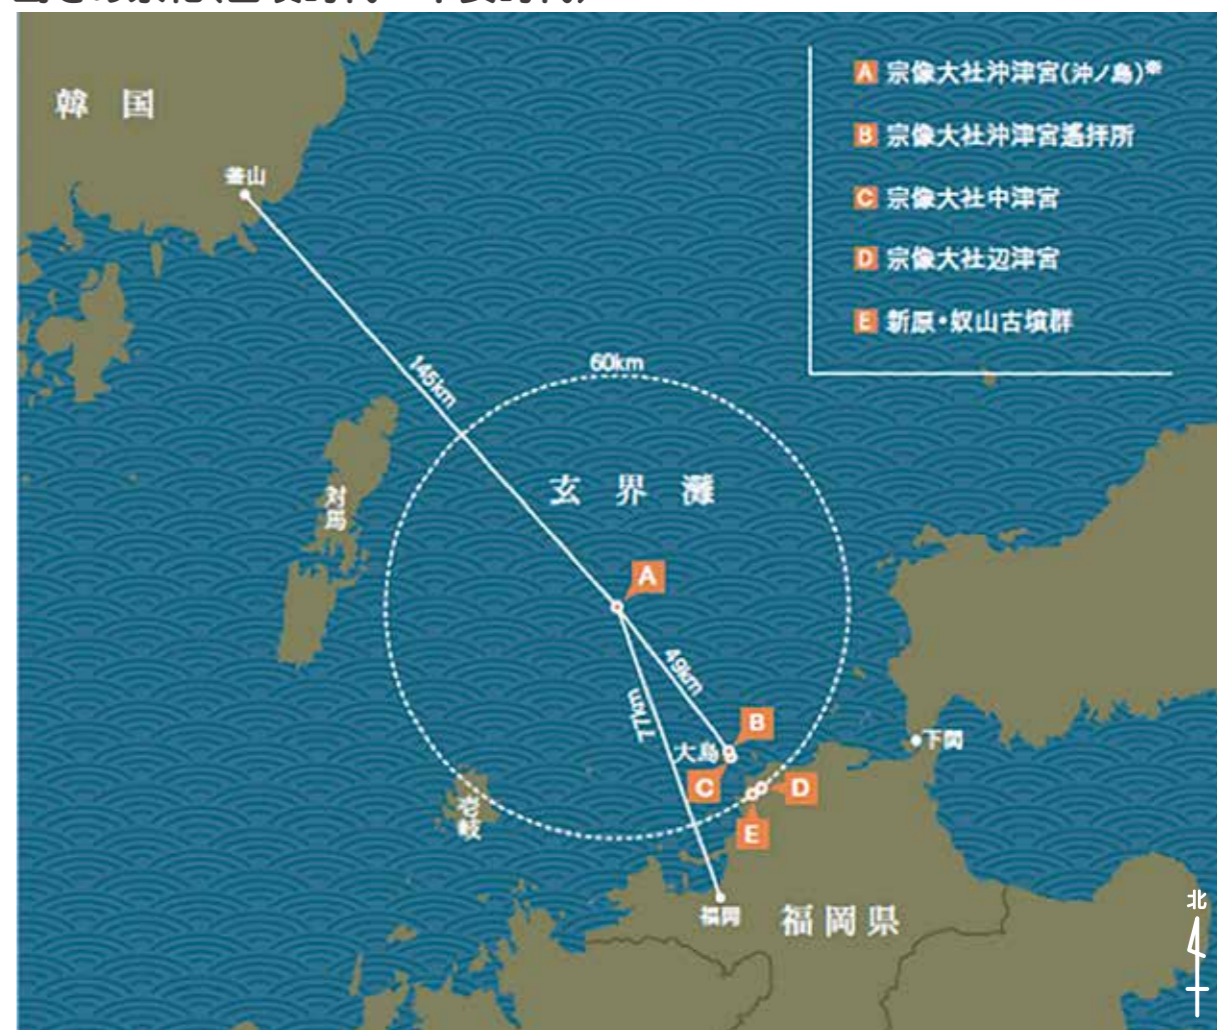 韓国
釜山
A 宗像大社沖津宮(沖ノ島)※
B 宗像大社沖津宮遙拝所
C 宗像大社中津宮
D 宗像大社辺津宮
E 新原・奴山古墳群
145km
60km
対馬
玄界灘
A
49km
77km
B
大島
C
D
E
下関
壱岐
福岡
福岡県
北